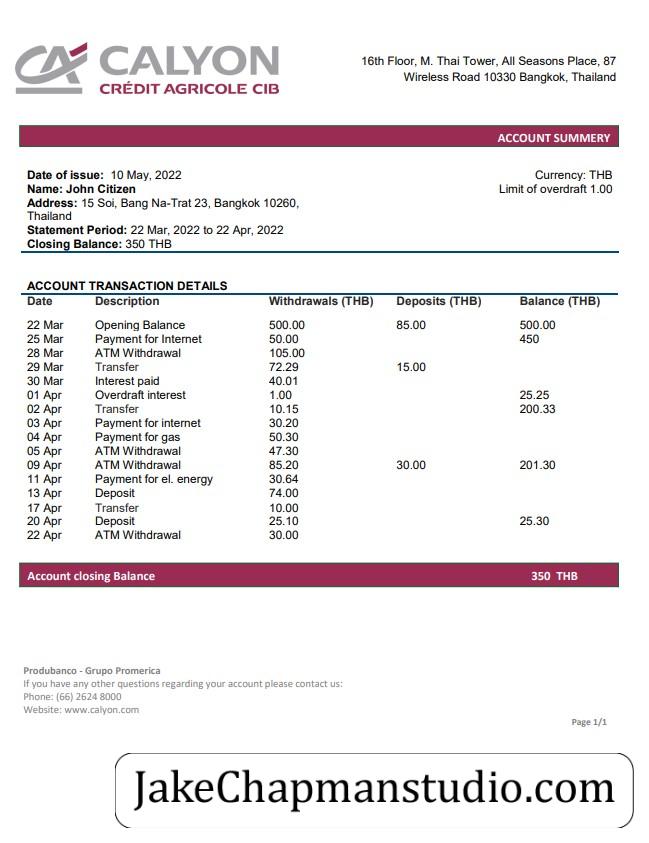 CALYON
CRÉDIT AGRICOLE CIB
16th Floor, M. Thai Tower, All Seasons Place, 87
Wireless Road 10330 Bangkok, Thailand
ACCOUNT SUMMERY
Date of issue: 10 May, 2022
Currency: THB
Name: John Citizen
Limit of overdraft 1.00
Address: 15 Soi, Bang Na-Trat 23, Bangkok 10260,
Thailand
Statement Period: 22 Mar, 2022 to 22 Apr, 2022
Closing Balance: 350 THB
ACCOUNT TRANSACTION DETAILS
Date Description Withdrawals (THB) Deposits (THB) Balance (THB)
22 Mar Opening Balance 500.00 85.00 500.00
25 Mar Payment for Internet 50.00 450
28 Mar ATM Withdrawal 105.00
29 Mar Transfer 72.29 15.00
30 Mar Interest paid 40.01
01 Apr Overdraft interest 1.00 25.25
02 Apr Transfer 10.15 200.33
03 Apr Payment for internet 30.20
04 Apr Payment for gas 50.30
05 Apr ATM Withdrawal 47.30
09 Apr ATM Withdrawal 85.20 30.00 201.30
11 Apr Payment for el. energy 30.64
13 Apr Deposit 74.00
17 Apr Transfer 10.00
20 Apr Deposit 25.10 25.30
22 Apr ATM Withdrawal 30.00
Account closing Balance 350 THB
Produbanco - Grupo Promerica
If you have any other questions regarding your account please contact us:
Phone: (66) 2624 8000
Website: www.calyon.com
Page 1/1
JakeChapmanstudio.com